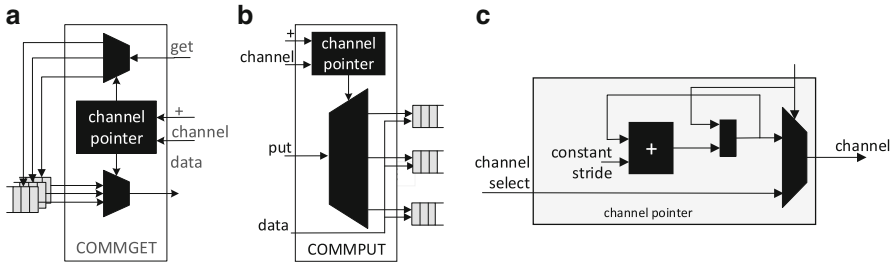 a
get
channel
pointer
+
channel
data
COMMGET
b
+
channel
channel
pointer
put
data
COMMPUT
c
constant
stride
+
channel
select
channel
channel pointer